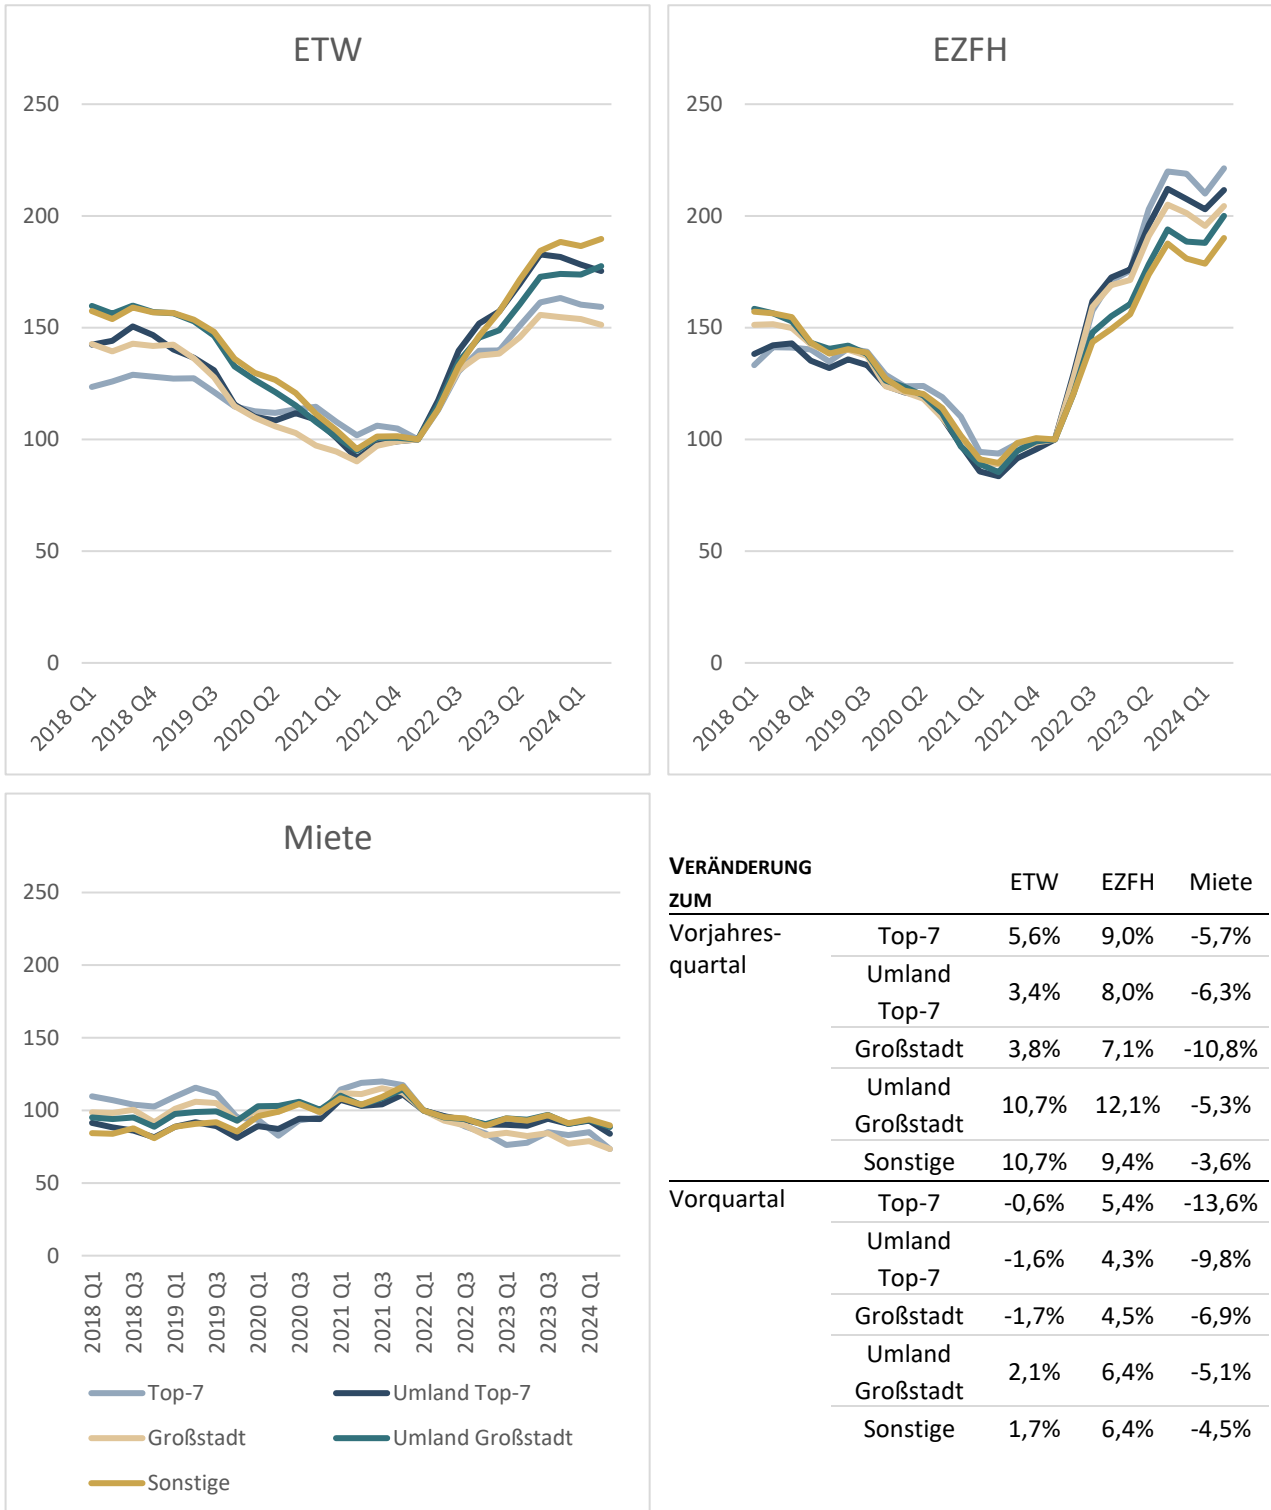 ETW
250
200
150
100
50
0
2018 Q1
2018 Q4
2019 Q3
2020 Q2
2021 Q1
2021 Q4
2022 Q3
2023 Q2
2024 Q1
EZFH
250
200
150
100
50
0
2018 Q1
2018 Q4
2019 Q3
2020 Q2
2021 Q1
2021 Q4
2022 Q3
2023 Q2
2024 Q1
Miete
250
200
150
100
50
0
2018 Q1
2018 Q3
2019 Q1
2019 Q3
2020 Q1
2020 Q3
2021 Q1
2021 Q3
2022 Q1
2022 Q3
2023 Q1
2023 Q3
2024 Q1
Top-7 Umland Top-7
Großstadt Umland Großstadt
Sonstige
VERÄNDERUNG
ZUM ETW EZFH Miete
Vorjahres-
quartal
Top-7 5,6% 9,0% -5,7%
Umland
Top-7 3,4% 8,0% -6,3%
Großstadt 3,8% 7,1% -10,8%
Umland
Großstadt 10,7% 12,1% -5,3%
Sonstige 10,7% 9,4% -3,6%
Vorquartal Top-7 -0,6% 5,4% -13,6%
Umland
Top-7 -1,6% 4,3% -9,8%
Großstadt -1,7% 4,5% -6,9%
Umland
Großstadt 2,1% 6,4% -5,1%
Sonstige 1,7% 6,4% -4,5%